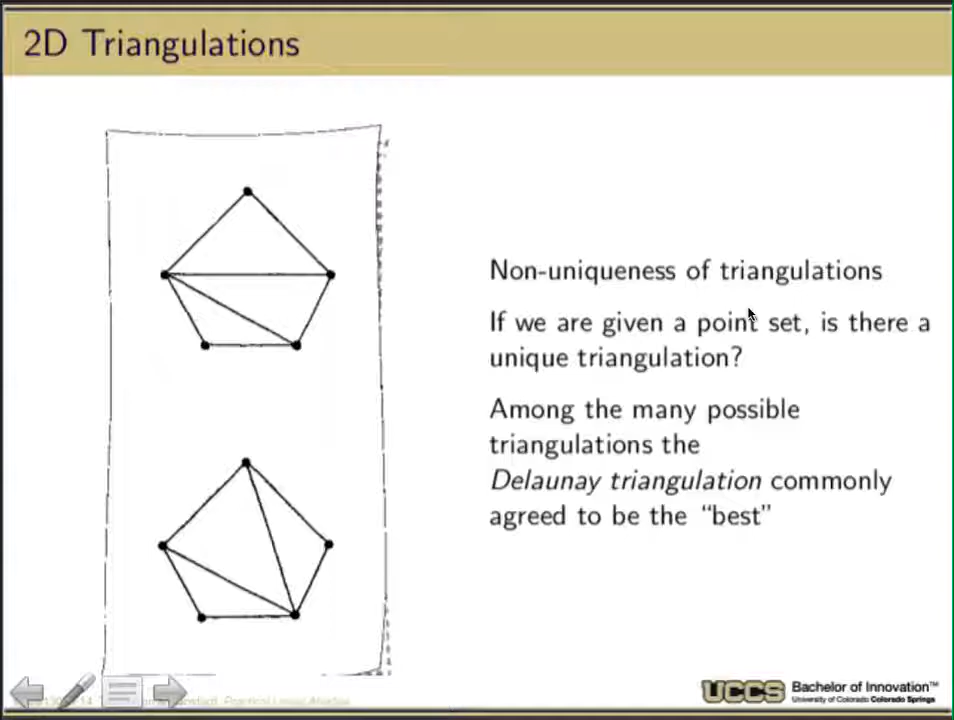 2D Triangulations
Non-uniqueness of triangulations
If we are given a point set, is there a
unique triangulation?
Among the many possible
triangulations the
Delaunay triangulation commonly
agreed to be the “best”
UCCS Bachelor of Innovation™
University of Colorado Colorado Springs